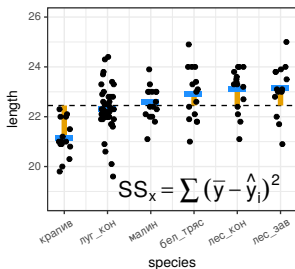 26
24
22
20
length
SSₓ = ∑ (y̅ − ŷᵢ)²
крапив
луг_кон
малин
бел_тряс
лес_кон
лес_зав
species